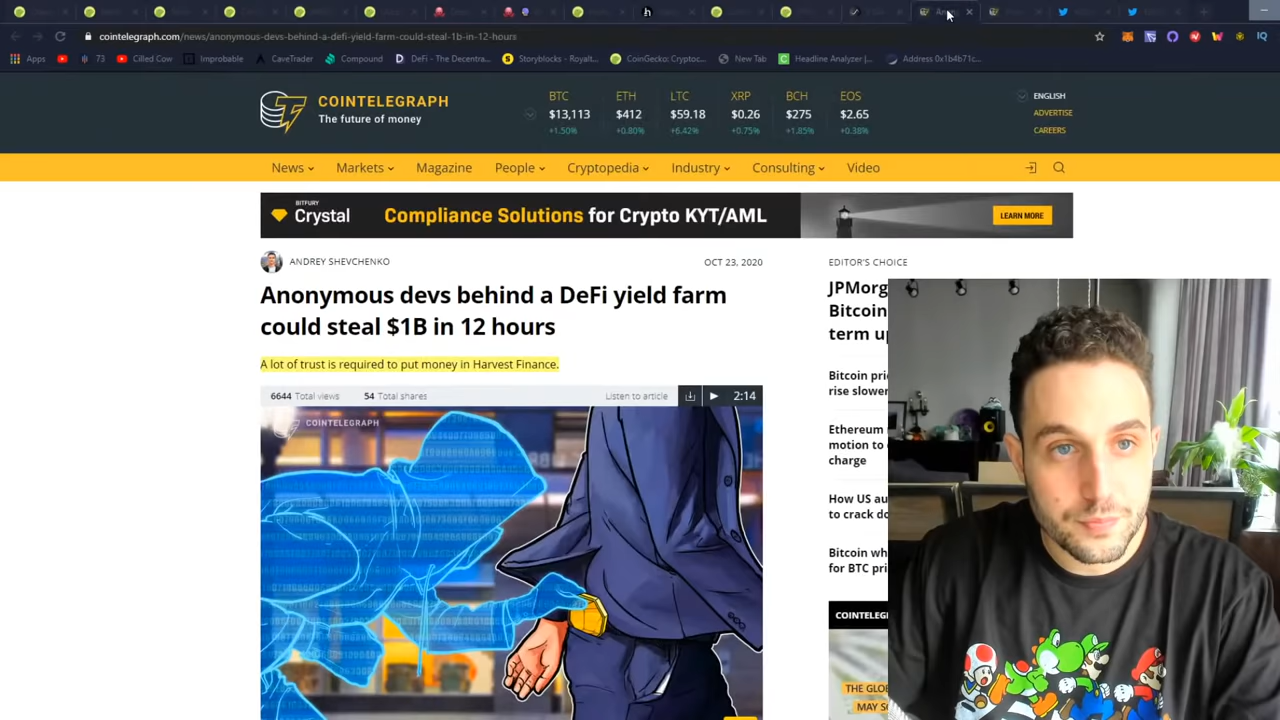 cointelegraph.com/news/anonymous-devs-behind-a-defi-yield-farm-could-steal-1b-in-12-hours
Apps 73 Cilled Cow Improbable CaveTrader Compound DeFi - The Decentra... Storyblocks - Royalt... CoinGecko: Cryptoc... New Tab Headline Analyzer |... Address 0x1b4b71c...
COINTELEGRAPH
The future of money
BTC ETH LTC XRP BCH EOS
$13,113 $412 $59.18 $0.26 $275 $2.65
+1.50% +0.80% +6.42% +0.75% +1.85% +0.38%
ENGLISH
ADVERTISE
CAREERS
News Markets Magazine People Cryptopedia Industry Consulting Video
BITFURY
Crystal
Compliance Solutions for Crypto KYT/AML
LEARN MORE
ANDREY SHEVCHENKO
OCT 23, 2020
Anonymous devs behind a DeFi yield farm
could steal $1B in 12 hours
A lot of trust is required to put money in Harvest Finance.
6644 Total views 54 Total shares Listen to article 2:14
COINTELEGRAPH
EDITOR'S CHOICE
JPMorg
Bitcoin
term up
Bitcoin pri
rise slower
Ethereum
motion to
charge
How US au
to crack do
Bitcoin wh
for BTC pri
COINTELEG
THE GLOB
MAY SO